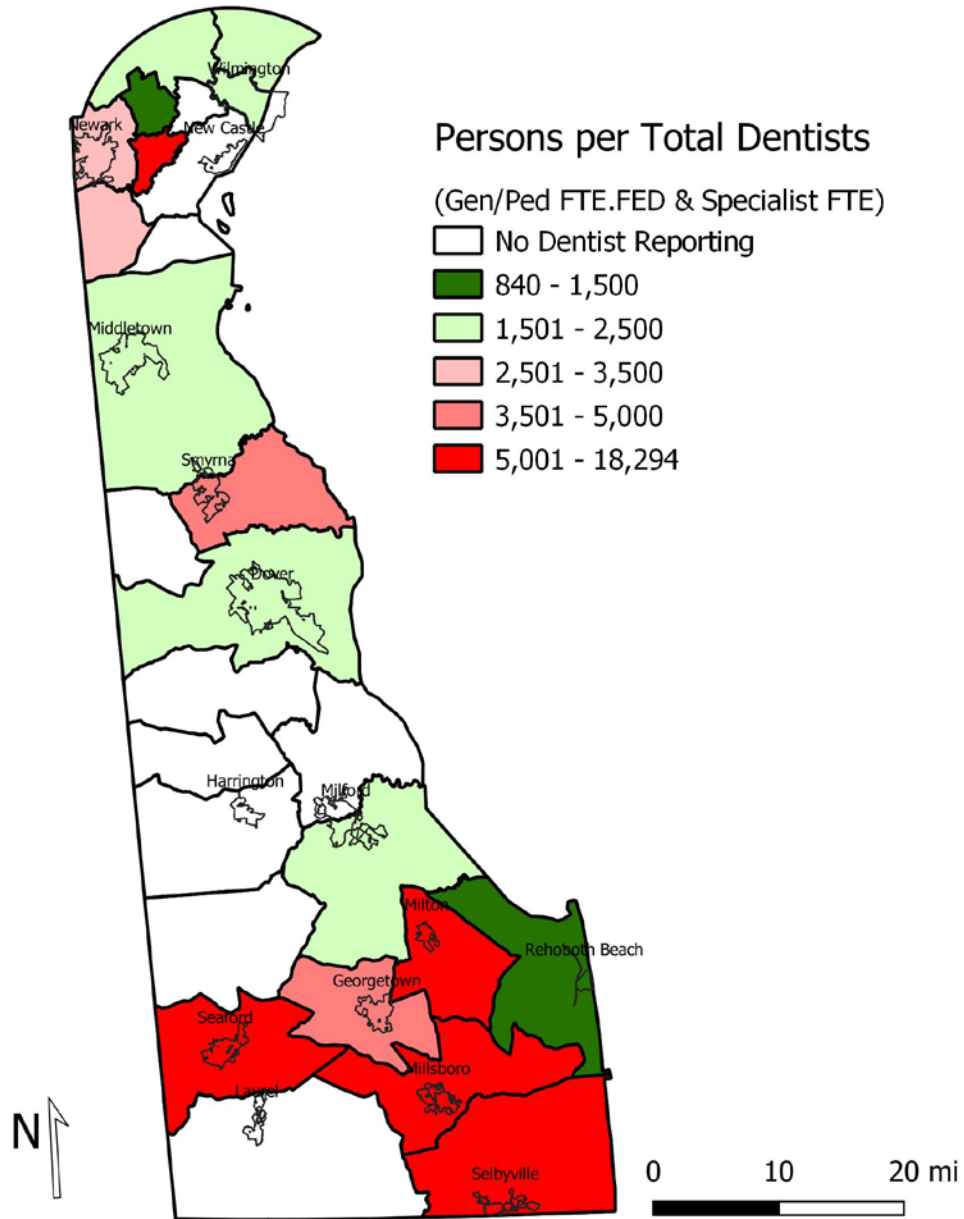 Wilmington
Newark
New Castle
Persons per Total Dentists
(Gen/Ped FTE.FED & Specialist FTE)
No Dentist Reporting
840 - 1,500
1,501 - 2,500
2,501 - 3,500
3,501 - 5,000
5,001 - 18,294
Middletown
Smyrna
Dover
Harrington
Milford
Milton
Rehoboth Beach
Georgetown
Seaford
Millsboro
Laurel
Selbyville
N
0 10 20 mi